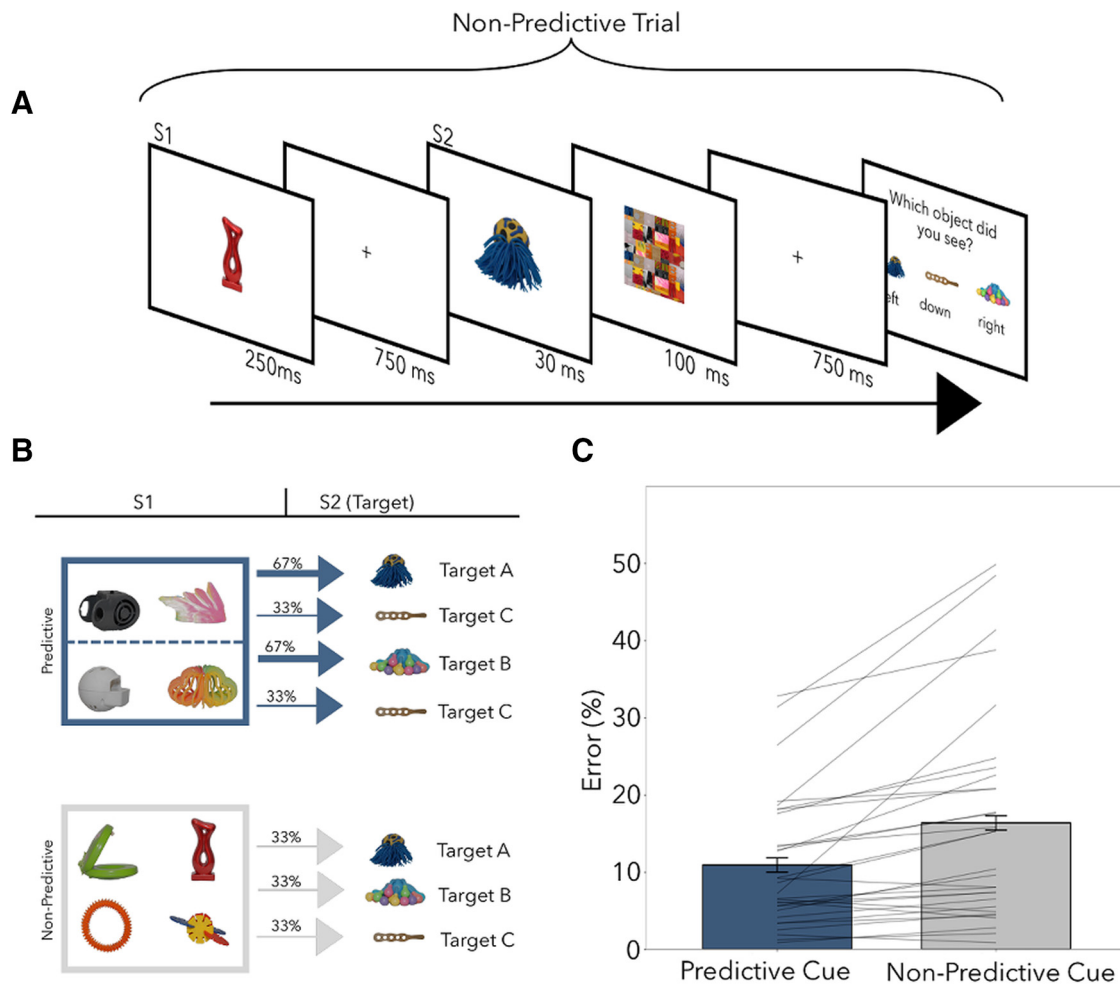 Non-Predictive Trial
A
S1
S2
Which object did
you see?
eft
down
right
250ms
750 ms
30 ms
100 ms
750 ms
B
S1
S2 (Target)
Predictive
67%
Target A
33%
Target C
67%
Target B
33%
Target C
Non-Predictive
33%
Target A
33%
Target B
33%
Target C
C
Error (%)
50
40
30
20
10
0
Predictive Cue
Non-Predictive Cue